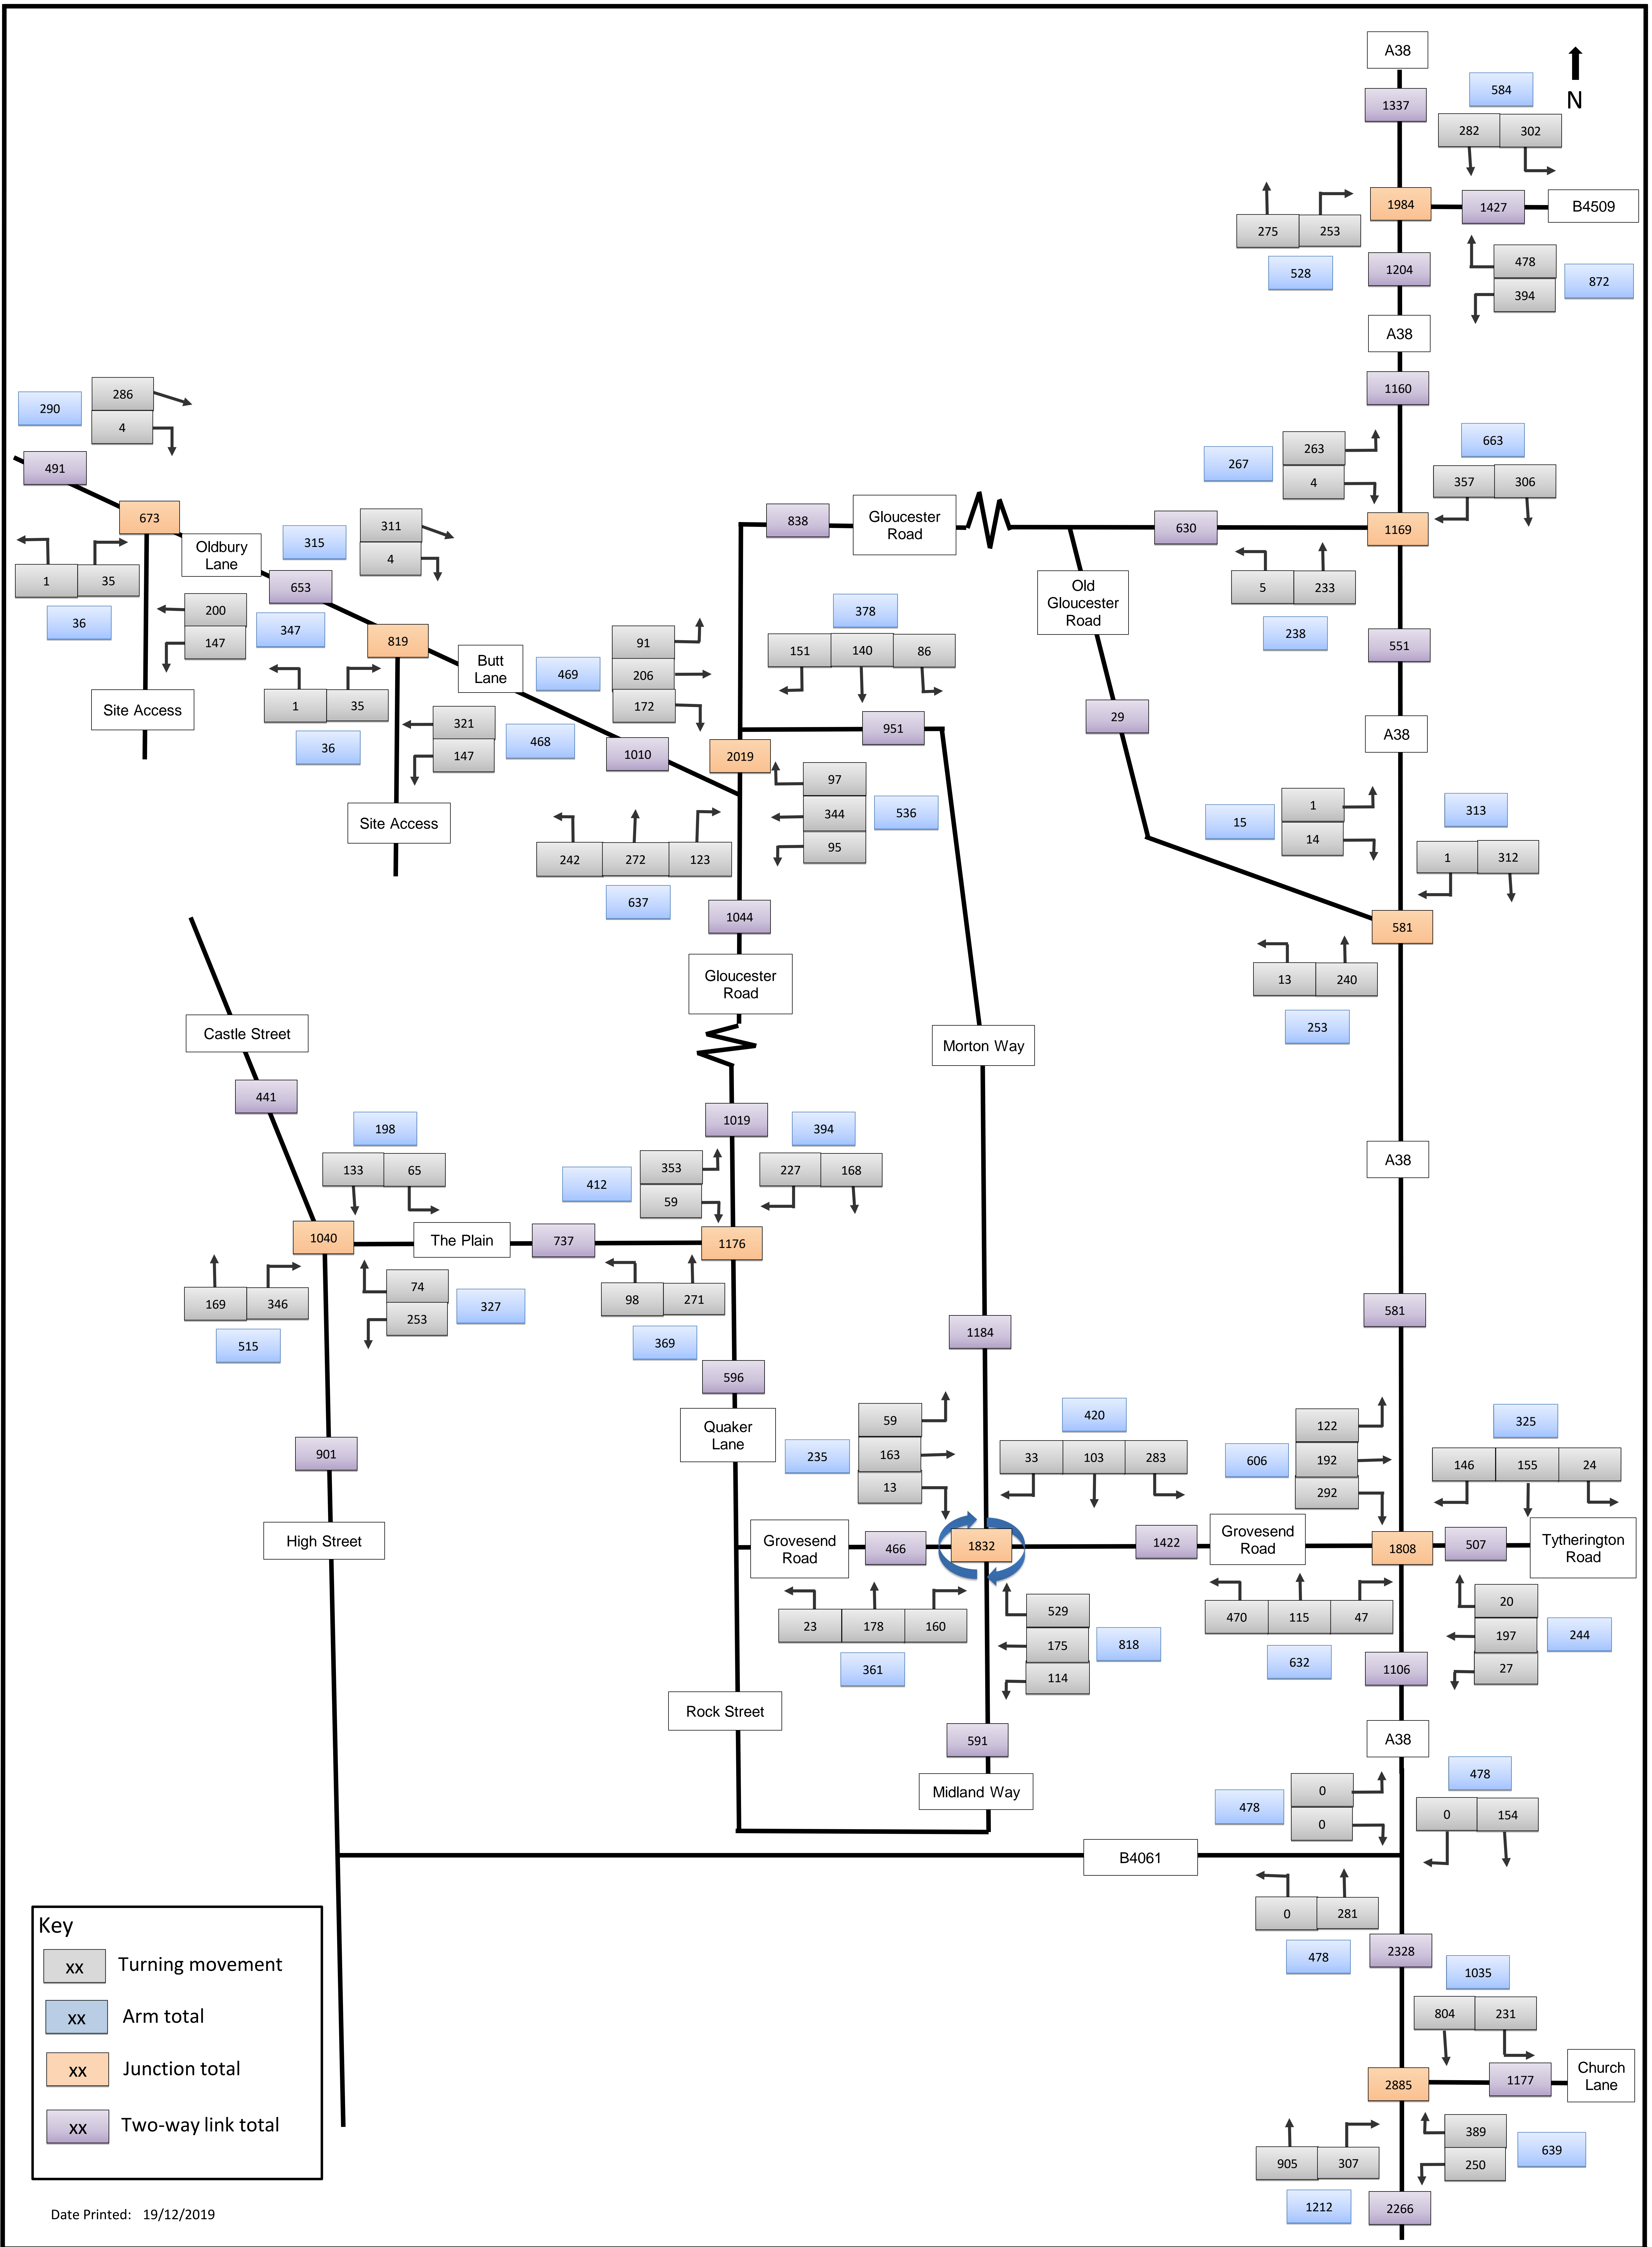 A38
1337
584
N
282 302
1984
1427
B4509
275 253
528
1204
478
394
872
A38
1160
290
286
4
491
673
Oldbury
Lane
1 35
36
200
147
347
Site Access
315
311
4
653
819
Butt
Lane
1 35
36
321
147
468
Site Access
469
91
206
172
1010
838
Gloucester
Road
378
151 140 86
951
2019
97
344
95
536
242 272 123
637
1044
Gloucester
Road
267
263
4
663
357 306
630
1169
5 233
238
Old
Gloucester
Road
551
29
A38
15
1
14
313
1 312
581
13 240
253
Castle Street
441
198
133 65
1040
The Plain
737
169 346
515
74
253
327
1019
394
412
353
59
227 168
1176
98 271
369
596
Quaker
Lane
Morton Way
1184
A38
581
901
High Street
235
59
163
13
420
33 103 283
Grovesend
Road
466
1832
1422
Grovesend
Road
23 178 160
361
529
175
114
818
606
122
192
292
325
146 155 24
1808
507
Tytherington
Road
470 115 47
632
20
197
27
244
1106
Rock Street
591
Midland Way
A38
478
0
0
478
0 154
B4061
0 281
478
2328
1035
804 231
2885
1177
Church
Lane
905 307
1212
389
250
639
2266
Key
xx Turning movement
xx Arm total
xx Junction total
xx Two-way link total
Date Printed: 19/12/2019